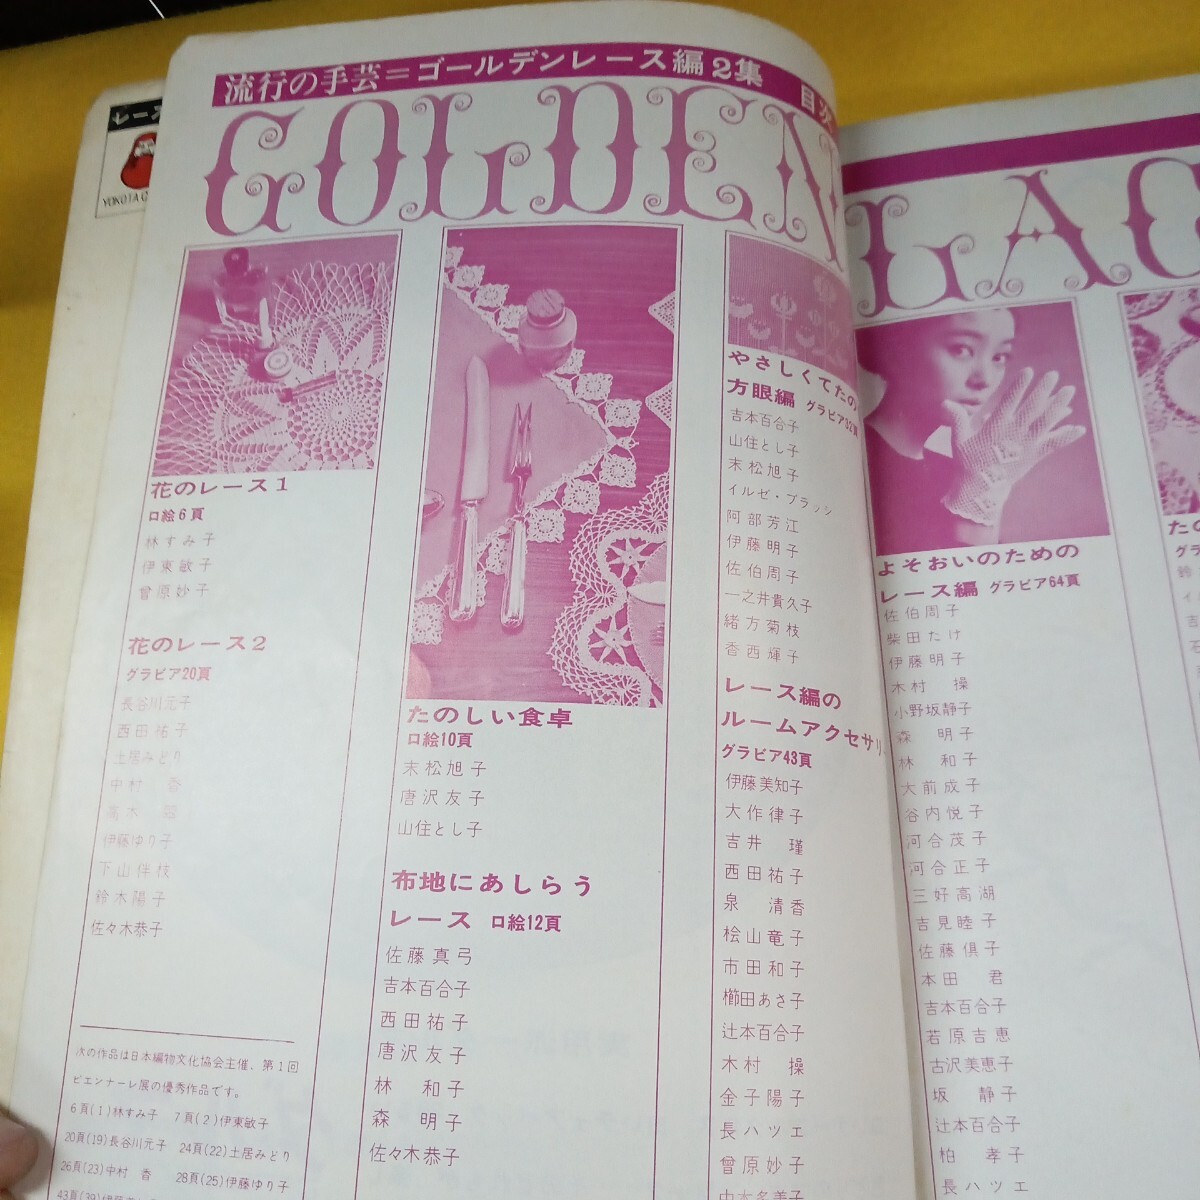 レース
YOKOTA
流行の手芸=ゴールデンレース編2集 目次
GOLDEN LAC
花のレース1
口絵6頁
林すみ子
伊東敏子
曾原妙子
花のレース2
グラビア20頁
長谷川元子
西田祐子
土居みどり
中村 香
伊藤ゆり子
下山伴枝
鈴木陽子
佐々木恭子
次の作品は日本編物文化協会主催、第1回
ビエンナーレ展の優秀作品です。
6頁(1)林すみ子 7頁(2)伊東敏子
20頁(19)長谷川元子 24頁(22)土居みどり
26頁(23)中村 香 28頁(25)伊藤ゆり子
43頁(39)
たのしい食卓
口絵10頁
末松旭子
唐沢友子
山住とし子
布地にあしらう
レース 口絵12頁
佐藤真弓
吉本百合子
西田祐子
唐沢友子
林 和子
森 明子
佐々木恭子
やさしくてたの
方眼編 グラビア32頁
吉本百合子
山住とし子
末松旭子
イルゼ・ブラッシ
阿部芳江
伊藤明子
佐伯周子
一之井貴久子
緒方菊枝
香西輝子
レース編の
ルームアクセサリー
グラビア43頁
伊藤美知子
大作律子
吉井 瑾
西田祐子
泉 清香
桧山竜子
市田和子
櫛田あさ子
辻本百合子
木村 操
金子陽子
長ハツエ
曾原妙子
よそおいのための
レース編 グラビア64頁
佐伯周子
柴田たけ
伊藤明子
木村 操
小野坂静子
森 明子
林 和子
大前成子
谷内悦子
河合茂子
河合正子
三好高湖
吉見睦子
佐藤倶子
本田 君
吉本百合子
若原吉恵
古沢美恵子
坂 静子
辻本百合子
柏 孝子
長ハツエ
たの
グラ